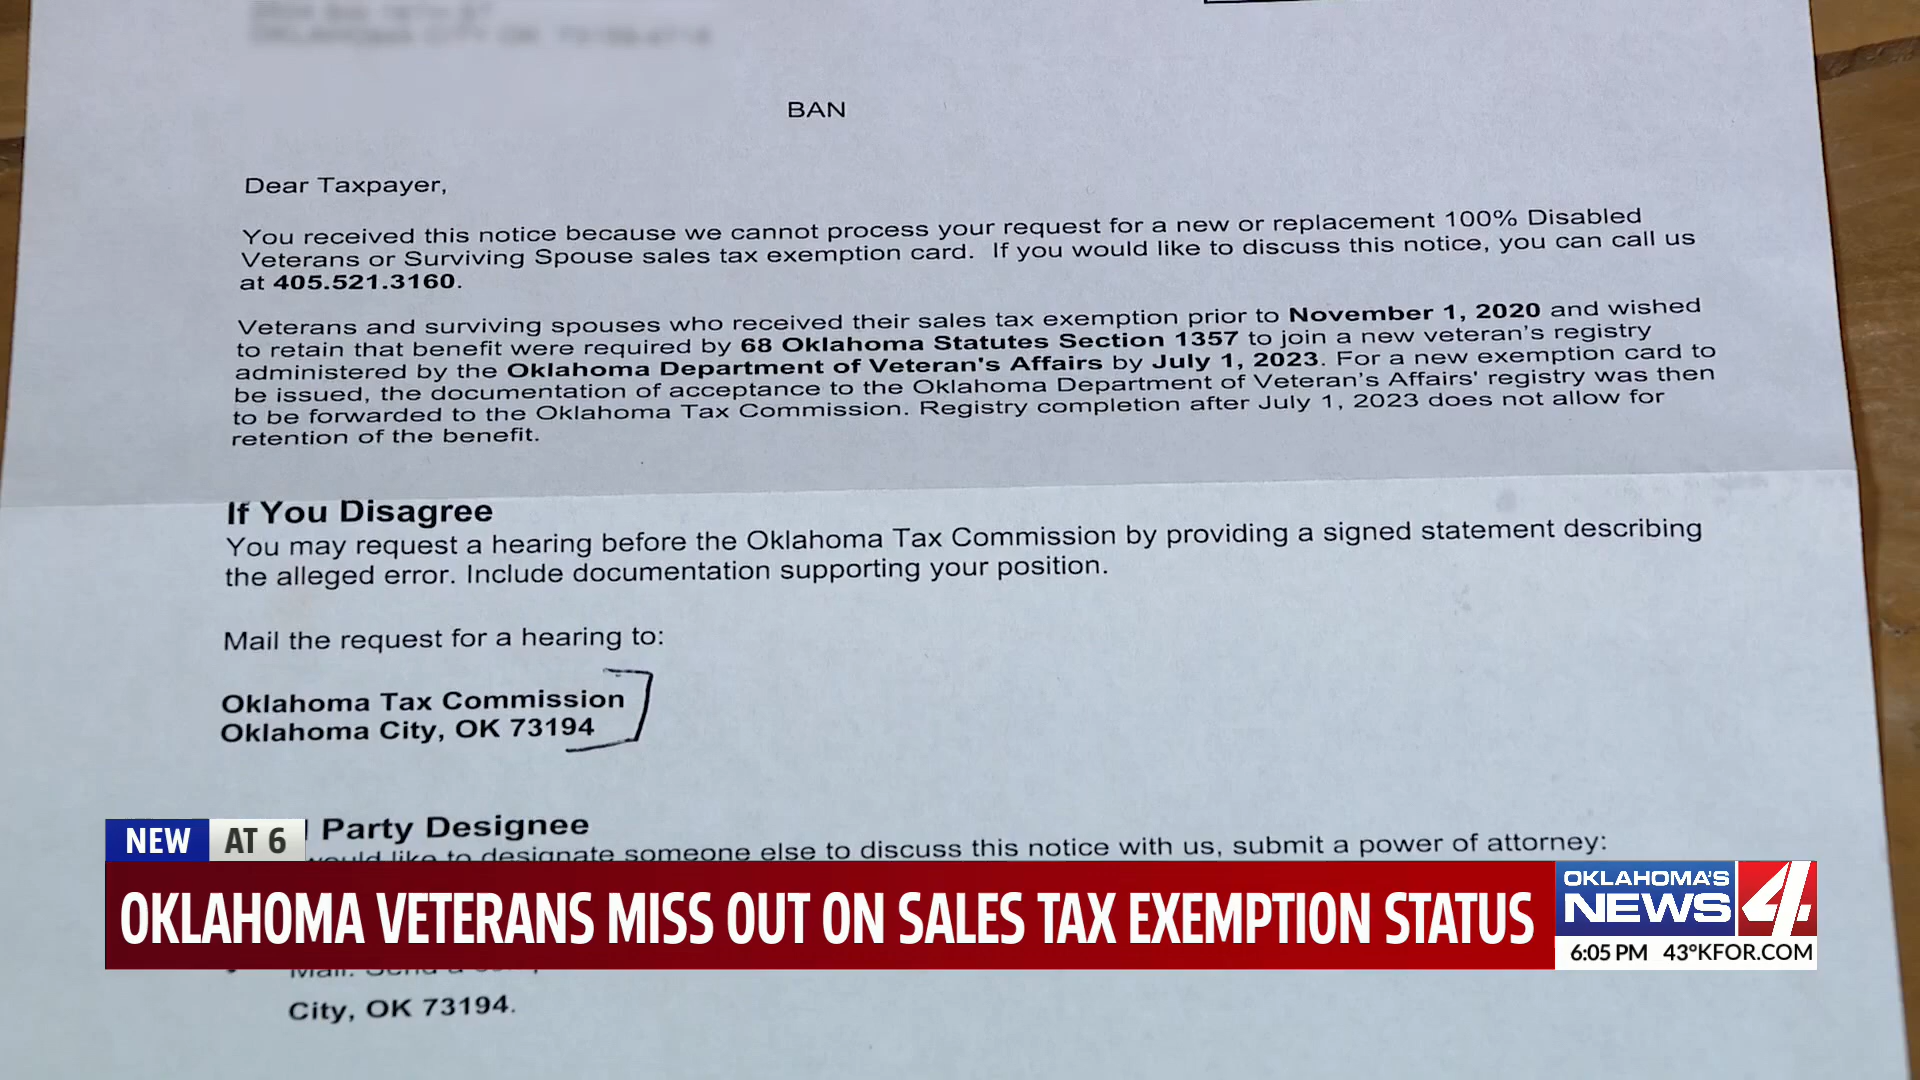 BAN
Dear Taxpayer,
You received this notice because we cannot process your request for a new or replacement 100% Disabled
Veterans or Surviving Spouse sales tax exemption card. If you would like to discuss this notice, you can call us
at 405.521.3160.
Veterans and surviving spouses who received their sales tax exemption prior to November 1, 2020 and wished
to retain that benefit were required by 68 Oklahoma Statutes Section 1357 to join a new veteran's registry
administered by the Oklahoma Department of Veteran's Affairs by July 1, 2023. For a new exemption card to
be issued, the documentation of acceptance to the Oklahoma Department of Veteran's Affairs' registry was then
to be forwarded to the Oklahoma Tax Commission. Registry completion after July 1, 2023 does not allow for
retention of the benefit.
If You Disagree
You may request a hearing before the Oklahoma Tax Commission by providing a signed statement describing
the alleged error. Include documentation supporting your position.
Mail the request for a hearing to:
Oklahoma Tax Commission
Oklahoma City, OK 73194
Party Designee
would like to designate someone else to discuss this notice with us, submit a power of attorney:
NEW AT 6
OKLAHOMA VETERANS MISS OUT ON SALES TAX EXEMPTION STATUS
OKLAHOMA'S
NEWS 4
6:05 PM 43° KFOR.COM
Mail: Send a
City, OK 73194.